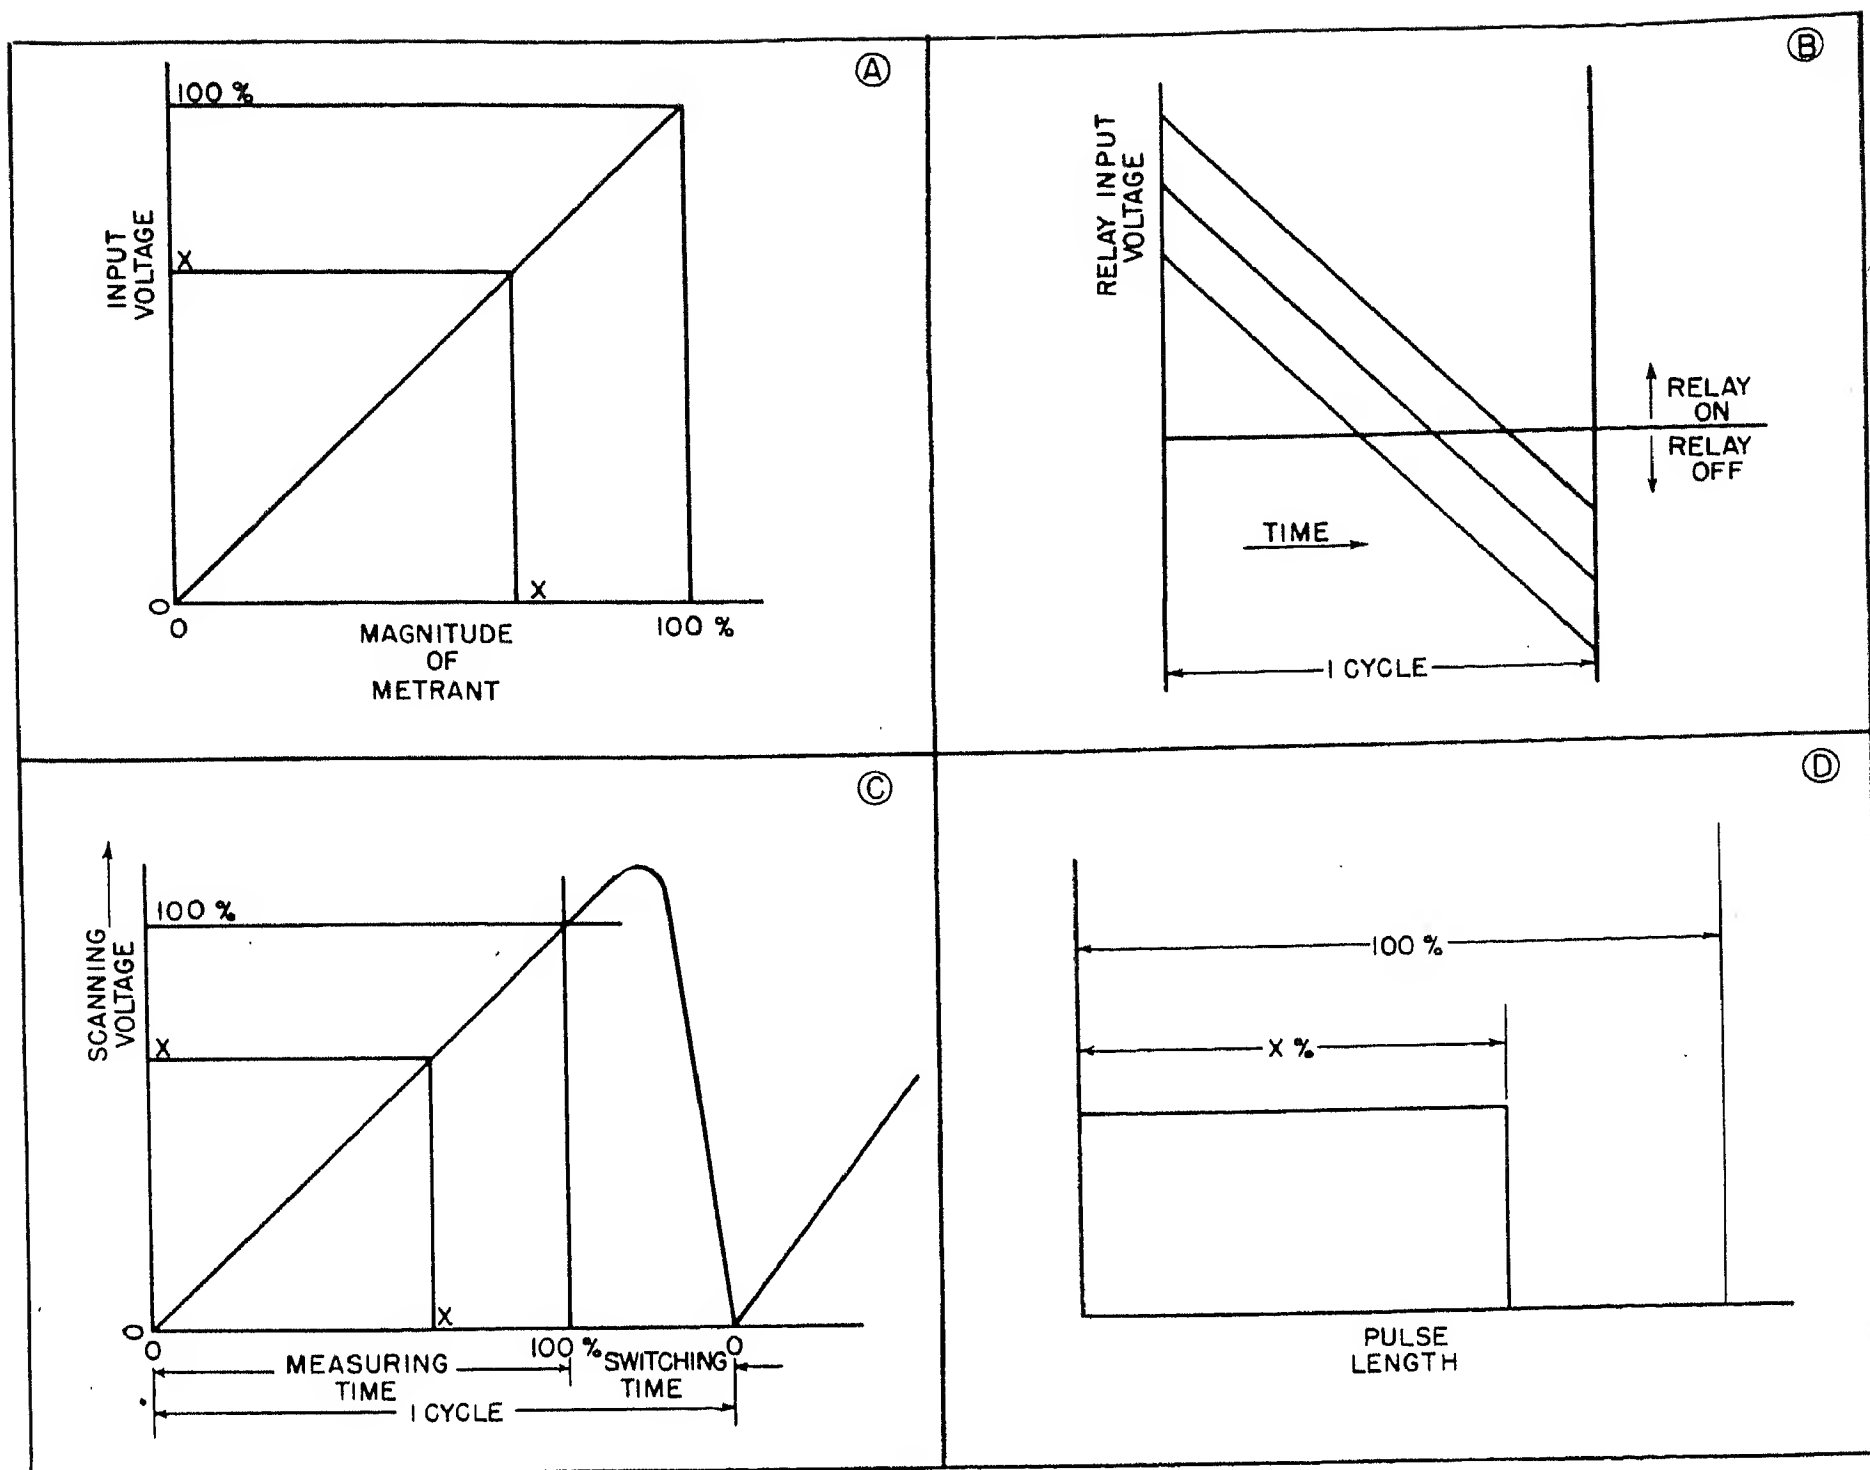 A
100 %
INPUT
VOLTAGE
X
X
0
0
100 %
MAGNITUDE
OF
METRANT
B
RELAY INPUT
VOLTAGE
RELAY
ON
RELAY
OFF
TIME
1 CYCLE
C
100 %
SCANNING
VOLTAGE
X
X
0
0
100 %
0
MEASURING
TIME
SWITCHING
TIME
1 CYCLE
D
100 %
X %
PULSE
LENGTH